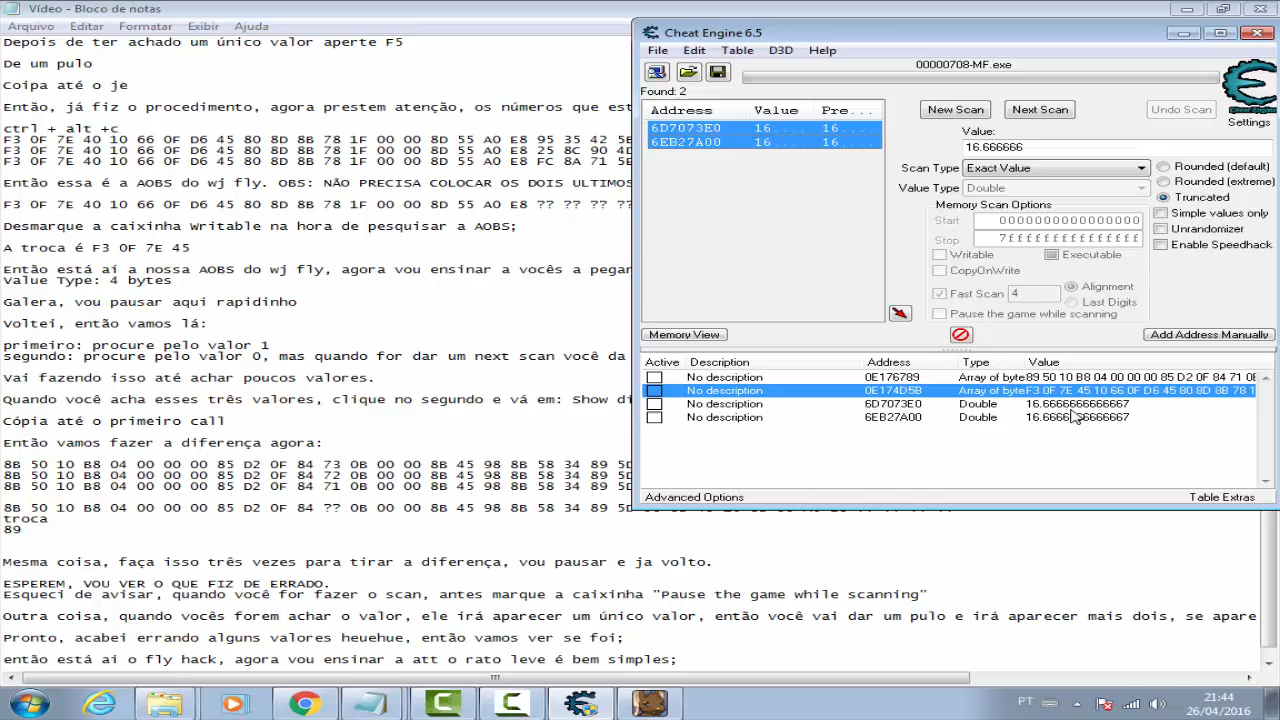 Vídeo - Bloco de notas
Arquivo Editar Formatar Exibir Ajuda
Depois de ter achado um único valor aperte F5
De um pulo
Coipa até o je
Então, já fiz o procedimento, agora prestem atenção, os números que est
ctrl + alt +c
F3 0F 7E 40 10 66 0F D6 45 80 8D 8B 78 1F 00 00 8D 55 A0 E8 95 35 42 5
F3 0F 7E 40 10 66 0F D6 45 80 8D 8B 78 1F 00 00 8D 55 A0 E8 25 8C 90 4
F3 0F 7E 40 10 66 0F D6 45 80 8D 8B 78 1F 00 00 8D 55 A0 E8 FC 8A 71 5
Então essa é a AOBS do wj fly. OBS: NÃO PRECISA COLOCAR OS DOIS ULTIMOS
F3 0F 7E 40 10 66 0F D6 45 80 8D 8B 78 1F 00 00 8D 55 A0 E8 ?? ?? ?? ??
Desmarque a caixinha Writable na hora de pesquisar a AOBS;
A troca é F3 0F 7E 45
Então está aí a nossa AOBS do wj fly, agora vou ensinar a vocês a pegar
Value Type: 4 bytes
Galera, vou pausar aqui rapidinho
Voltei, então vamos lá:
primeiro: procure pelo valor 1
segundo: procure pelo valor 0, mas quando for dar um next scan você da
Vai fazendo isso até achar poucos valores.
Quando você acha esses três valores, clique no segundo e vá em: Show di
Cópia até o primeiro call
Então vamos fazer a diferença agora:
8B 50 10 B8 04 00 00 00 85 D2 0F 84 73 0B 00 00 8B 45 98 8B 58 34 89 5D
8B 50 10 B8 04 00 00 00 85 D2 0F 84 72 0B 00 00 8B 45 98 8B 58 34 89 5D
8B 50 10 B8 04 00 00 00 85 D2 0F 84 71 0B 00 00 8B 45 98 8B 58 34 89 5D
8B 50 10 B8 04 00 00 00 85 D2 0F 84 ?? 0B 00 00 8B 45 98 8B 58 34 89 5D
troca
89
Mesma coisa, faça isso três vezes para tirar a diferença, vou pausar e ja volto.
ESPEREM, VOU VER O QUE FIZ DE ERRADO.
Esqueci de avisar, quando você for fazer o scan, antes marque a caixinha "Pause the game while scanning"
Outra coisa, quando vocês forem achar o valor, ele irá aparecer um único valor, então você vai dar um pulo e irá aparecer mais dois, se apare
Pronto, acabei errando alguns valores heuehue, então vamos ver se foi;
então está ai o fly hack, agora vou ensinar a att o rato leve é bem simples;
Cheat Engine 6.5
File Edit Table D3D Help
00000708-MF.exe
Found: 2
Address Value Pre...
6D7073E0 16.... 16....
6EB27A00 16.... 16....
New Scan Next Scan Undo Scan
Cheat Engine
Settings
Value:
16.666666
Scan Type Exact Value
Value Type Double
Rounded (default)
Rounded (extreme)
Truncated
Simple values only
Unrandomizer
Enable Speedhack
Memory Scan Options
Start 0000000000000000
Stop 7fffffffffffffff
Writable Executable
CopyOnWrite
Fast Scan 4 Alignment
Last Digits
Pause the game while scanning
Memory View Add Address Manually
Active Description Address Type Value
No description 0E176789 Array of byte 89 50 10 B8 04 00 00 00 85 D2 0F 84 71 0B
No description 0E174D5B Array of byte F3 0F 7E 45 10 66 0F D6 45 80 8D 8B 78 1
No description 6D7073E0 Double 16.6666666666667
No description 6EB27A00 Double 16.6666666666667
Advanced Options Table Extras
PT
21:44
26/04/2016